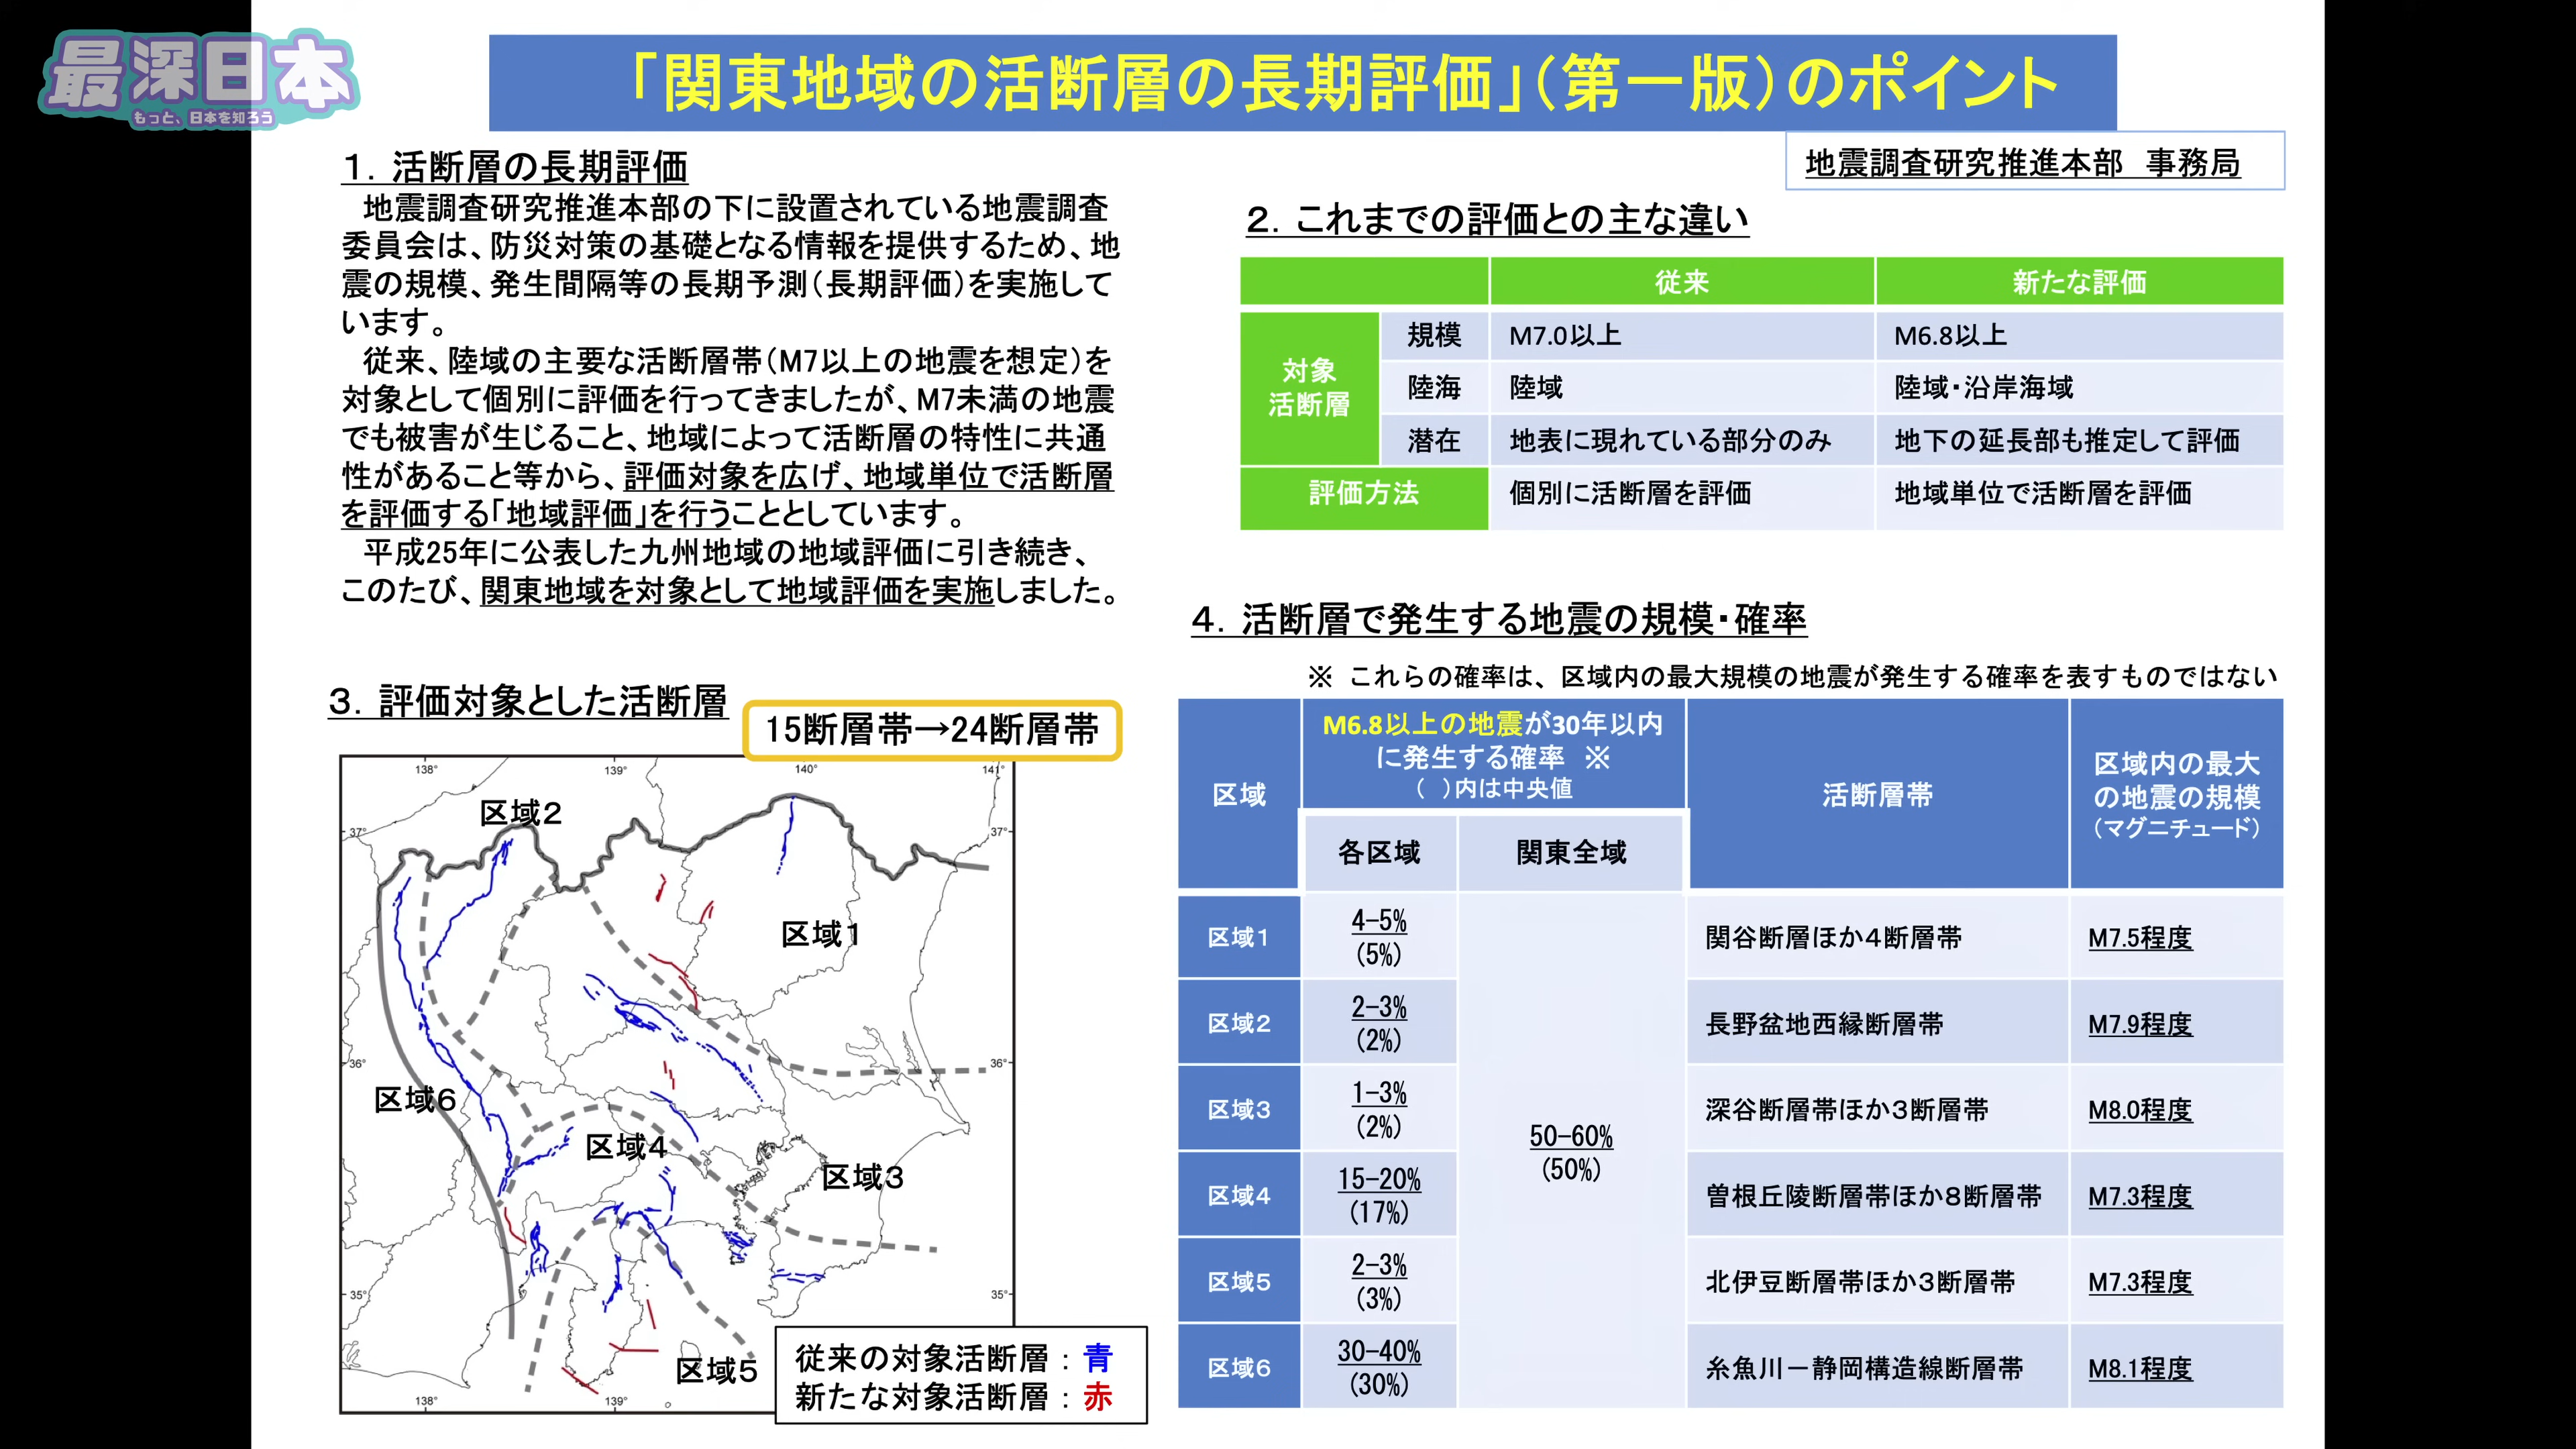 最深日本
もっと、日本を知ろう
「関東地域の活断層の長期評価」(第一版)のポイント
地震調査研究推進本部　事務局
1．活断層の長期評価
地震調査研究推進本部の下に設置されている地震調査
委員会は、防災対策の基礎となる情報を提供するため、地
震の規模、発生間隔等の長期予測(長期評価)を実施して
います。
従来、陸域の主要な活断層帯(M7以上の地震を想定)を
対象として個別に評価を行ってきましたが、M7未満の地震
でも被害が生じること、地域によって活断層の特性に共通
性があること等から、評価対象を広げ、地域単位で活断層
を評価する「地域評価」を行うこととしています。
平成25年に公表した九州地域の地域評価に引き続き、
このたび、関東地域を対象として地域評価を実施しました。
2．これまでの評価との主な違い
従来 新たな評価
対象
活断層
規模 M7.0以上 M6.8以上
陸海 陸域 陸域・沿岸海域
潜在 地表に現れている部分のみ 地下の延長部も推定して評価
評価方法 個別に活断層を評価 地域単位で活断層を評価
3．評価対象とした活断層
15断層帯→24断層帯
138° 139° 140° 141°
区域2
37° 37°
区域1
36° 36°
区域6
区域4
区域3
35° 35°
区域5
138° 139°
従来の対象活断層：青
新たな対象活断層：赤
4．活断層で発生する地震の規模・確率
※ これらの確率は、区域内の最大規模の地震が発生する確率を表すものではない
区域
M6.8以上の地震が30年以内
に発生する確率 ※
( )内は中央値
各区域 関東全域
活断層帯
区域内の最大
の地震の規模
(マグニチュード)
区域1 4−5% (5%) 関谷断層ほか4断層帯 M7.5程度
区域2 2−3% (2%) 長野盆地西縁断層帯 M7.9程度
区域3 1−3% (2%) 深谷断層帯ほか3断層帯 M8.0程度
50−60%
(50%)
区域4 15−20% (17%) 曽根丘陵断層帯ほか8断層帯 M7.3程度
区域5 2−3% (3%) 北伊豆断層帯ほか3断層帯 M7.3程度
区域6 30−40% (30%) 糸魚川－静岡構造線断層帯 M8.1程度